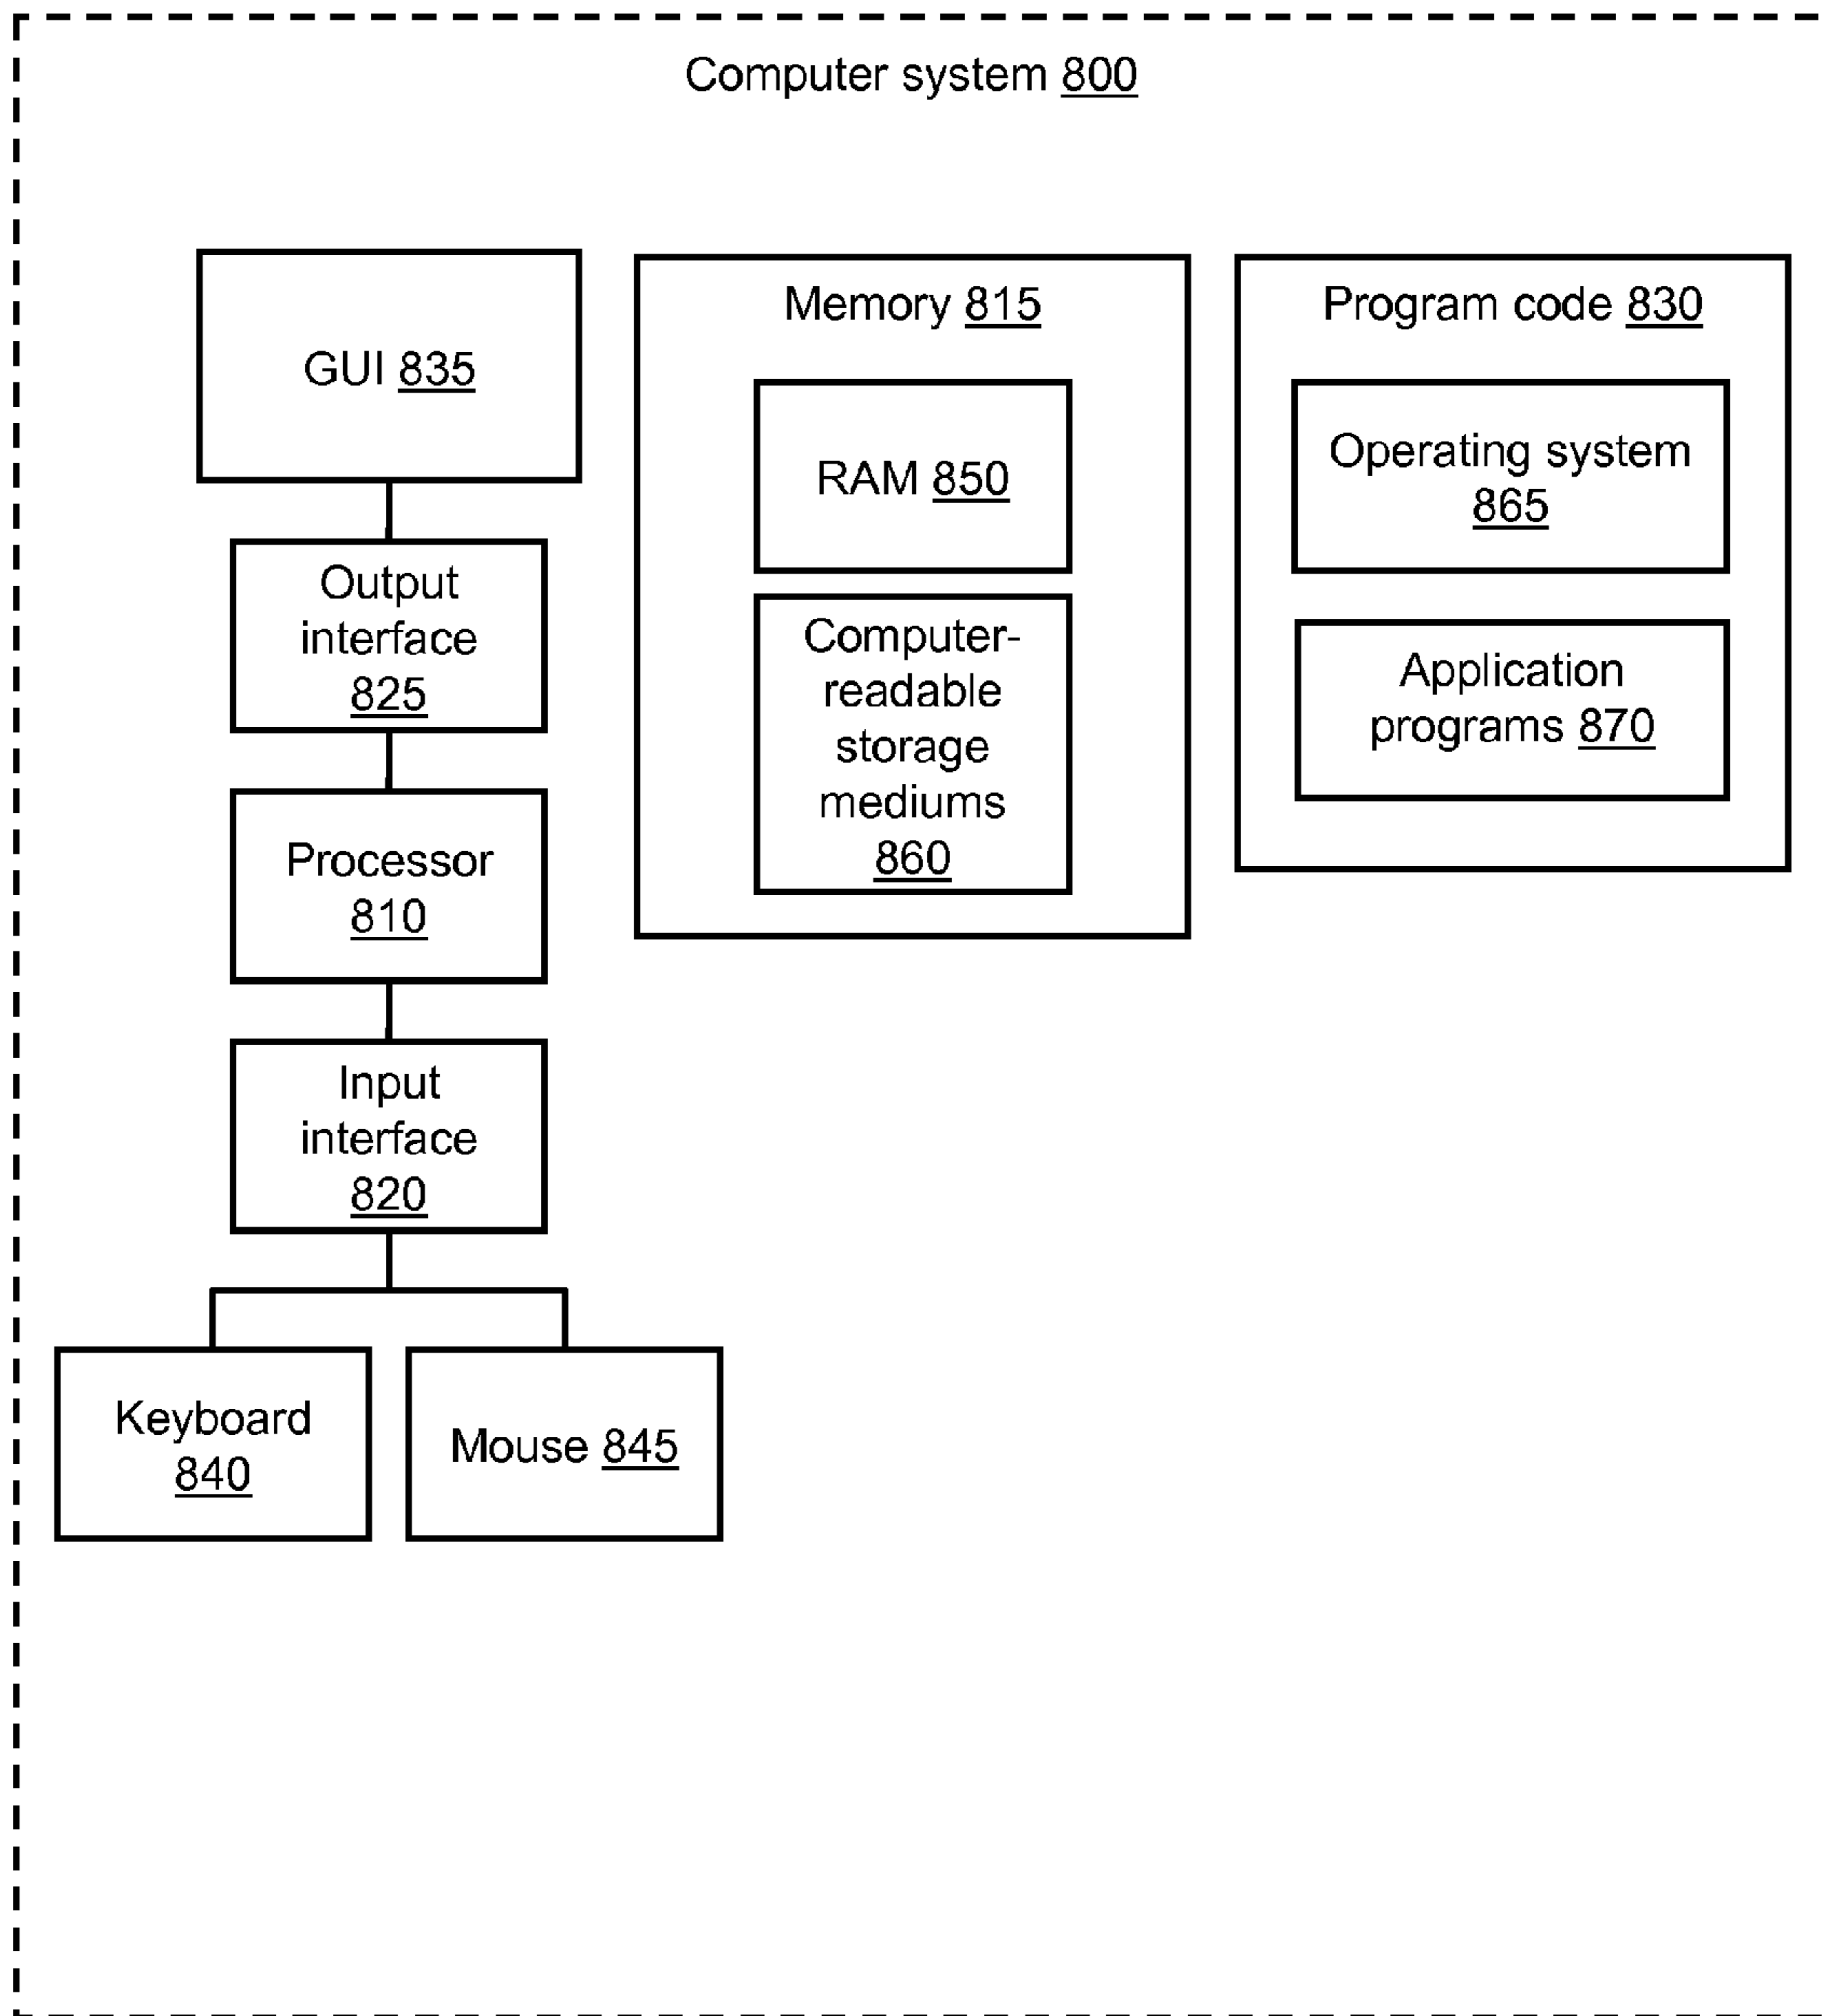 Computer system 800
GUI 835
Output
interface
825
Processor
810
Input
interface
820
Keyboard
840
Mouse 845
Memory 815
RAM 850
Computer-
readable
storage
mediums
860
Program code 830
Operating system
865
Application
programs 870